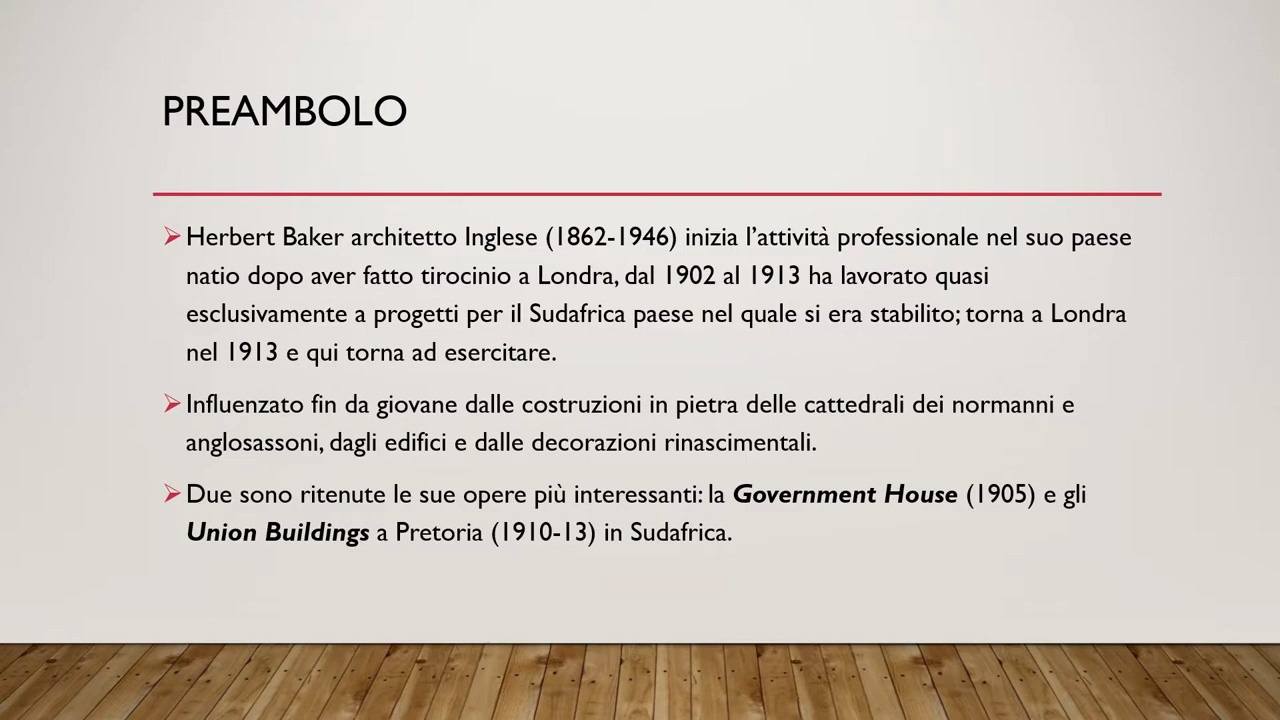 PREAMBOLO
Herbert Baker architetto Inglese (1862-1946) inizia l’attività professionale nel suo paese
natio dopo aver fatto tirocinio a Londra, dal 1902 al 1913 ha lavorato quasi
esclusivamente a progetti per il Sudafrica paese nel quale si era stabilito; torna a Londra
nel 1913 e qui torna ad esercitare.
Influenzato fin da giovane dalle costruzioni in pietra delle cattedrali dei normanni e
anglosassoni, dagli edifici e dalle decorazioni rinascimentali.
Due sono ritenute le sue opere più interessanti: la Government House (1905) e gli
Union Buildings a Pretoria (1910-13) in Sudafrica.